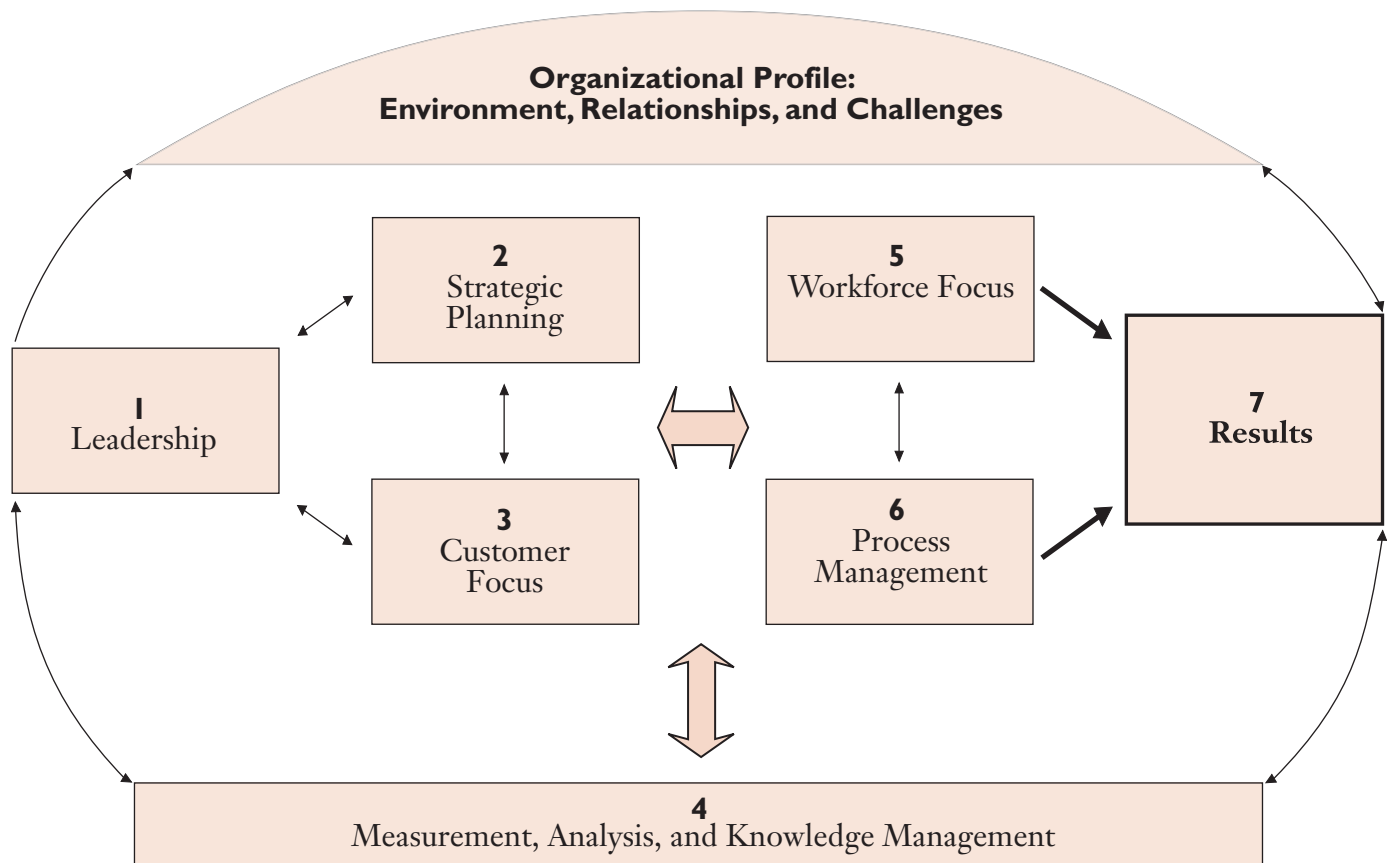 Organizational Profile:
Environment, Relationships, and Challenges
2
Strategic
Planning
5
Workforce Focus
1
Leadership
7
Results
3
Customer
Focus
6
Process
Management
4
Measurement, Analysis, and Knowledge Management